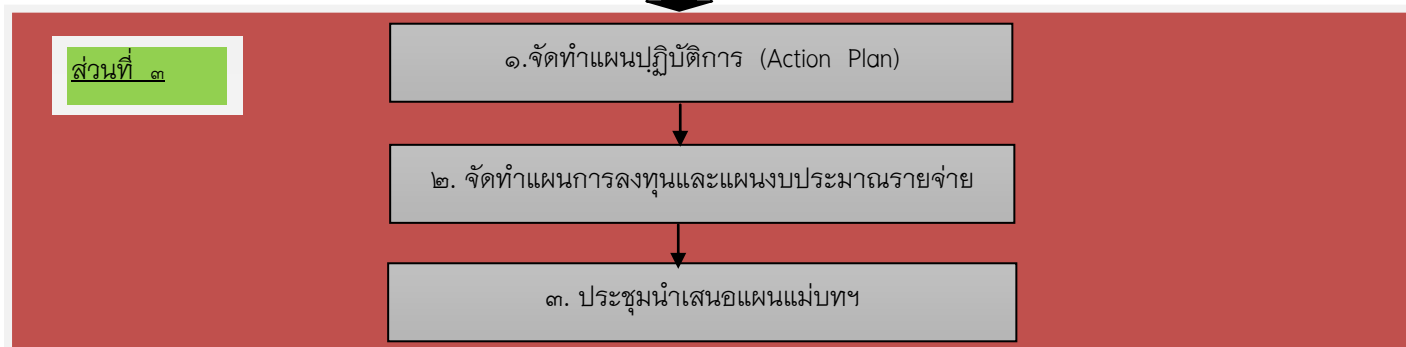 ส่วนที่ ๓
๑.จัดทำแผนปฏิบัติการ (Action Plan)
๒. จัดทำแผนการลงทุนและแผนงบประมาณรายจ่าย
๓. ประชุมนำเสนอแผนแม่บทฯ